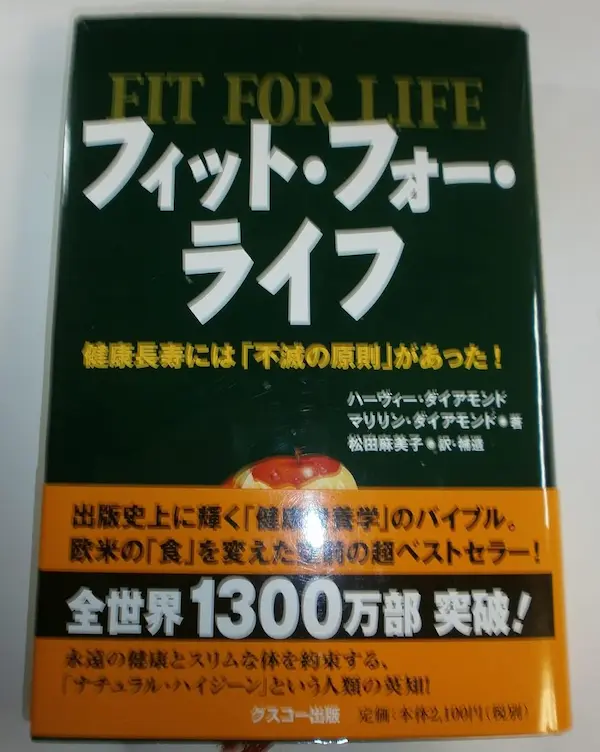 FIT FOR LIFE
フィット・フォー・
ライフ
健康長寿には「不滅の原則」があった!
ハーヴィー・ダイアモンド
マリリン・ダイアモンド●著
松田麻美子●訳・補遺
出版史上に輝く「健康栄養学」のバイブル。
欧米の「食」を変えた空前の超ベストセラー!
全世界1300万部 突破!
永遠の健康とスリムな体を約束する、
「ナチュラル・ハイジーン」という人類の英知!
グスコー出版 定価:本体2,100円(税別)